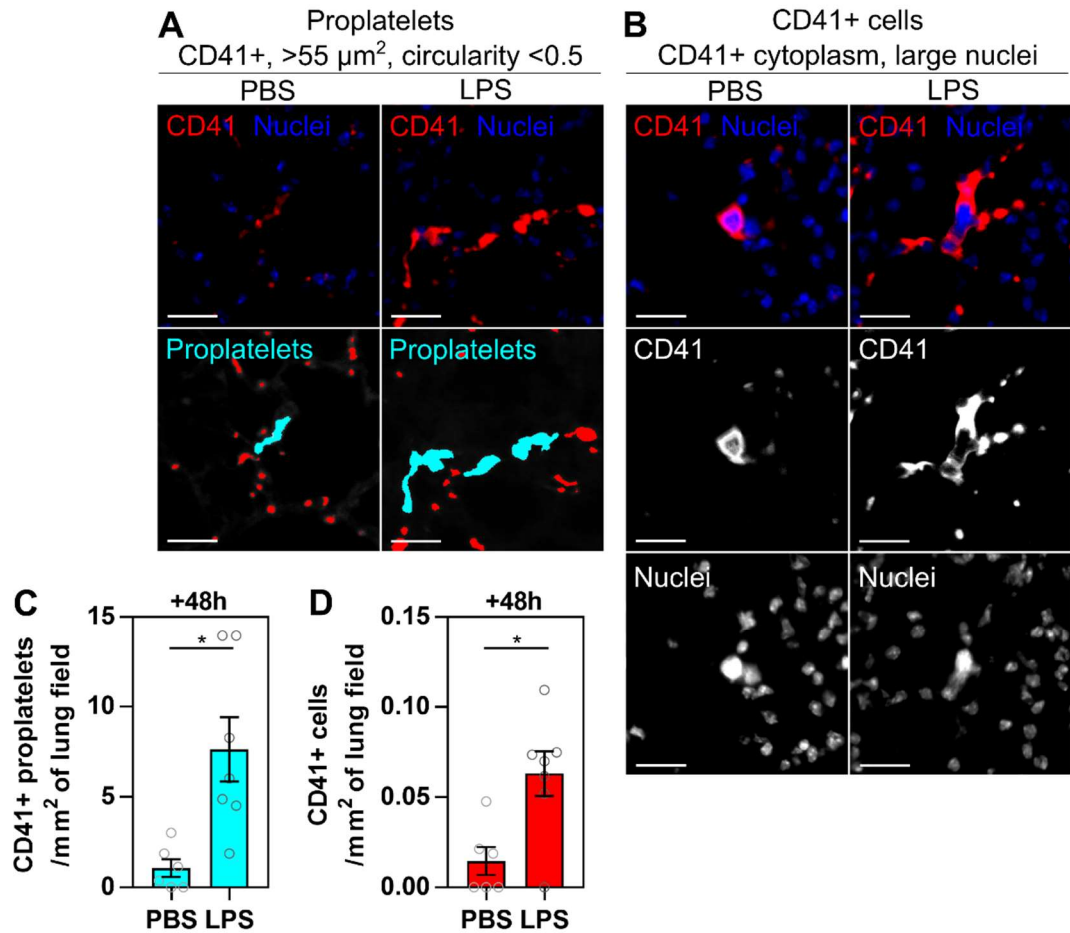 A
Proplatelets
CD41+, >55 µm², circularity <0.5
PBS LPS
CD41 Nuclei CD41 Nuclei
Proplatelets Proplatelets
B
CD41+ cells
CD41+ cytoplasm, large nuclei
PBS LPS
CD41 Nuclei CD41 Nuclei
CD41 CD41
Nuclei Nuclei
C
+48h
CD41+ proplatelets
/mm² of lung field
15
10
5
0
*
PBS LPS
D
+48h
CD41+ cells
/mm² of lung field
0.15
0.10
0.05
0.00
*
PBS LPS